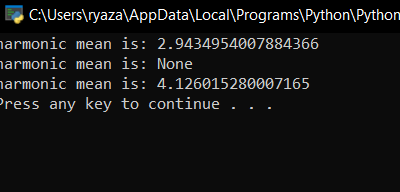 C:\Users\ryaza\AppData\Local\Programs\Python\Python
harmonic mean is: 2.9434954007884366
harmonic mean is: None
harmonic mean is: 4.126015280007165
Press any key to continue . . .